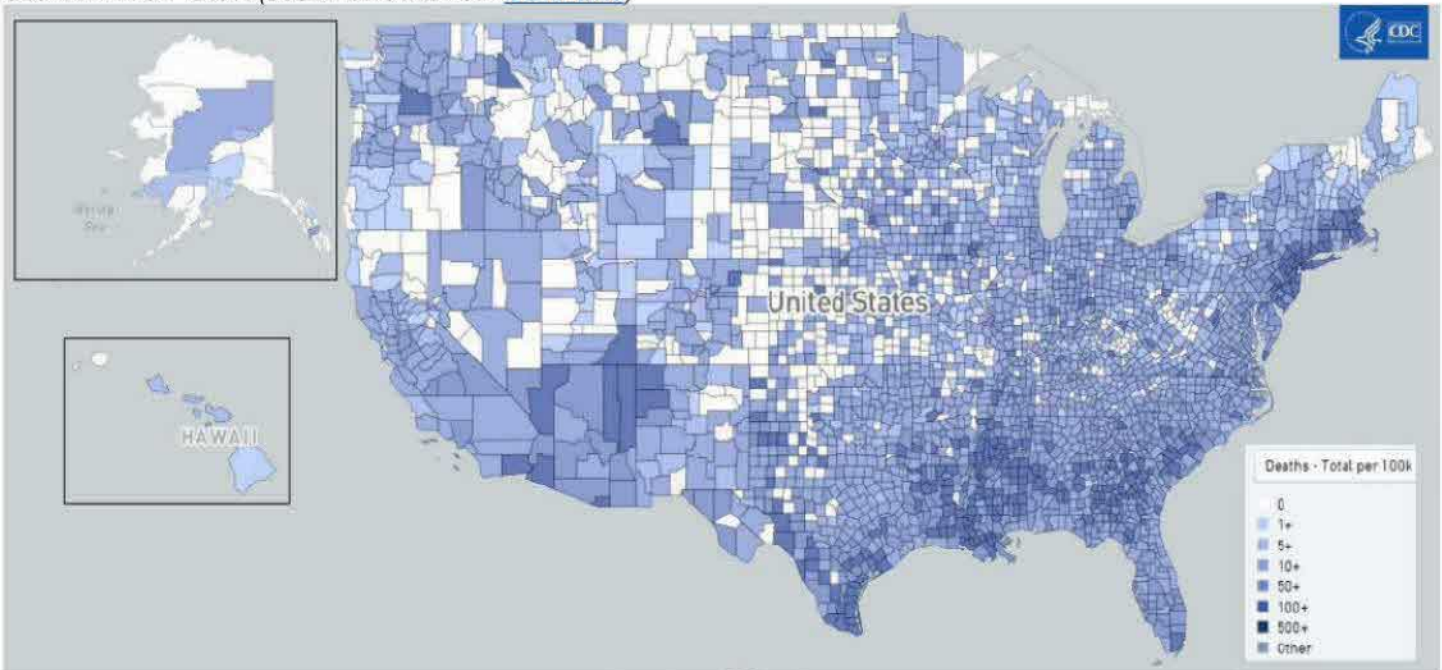 CDC
United States
HAWAII
Deaths - Total per 100k
0
1+
5+
10+
50+
100+
500+
Other